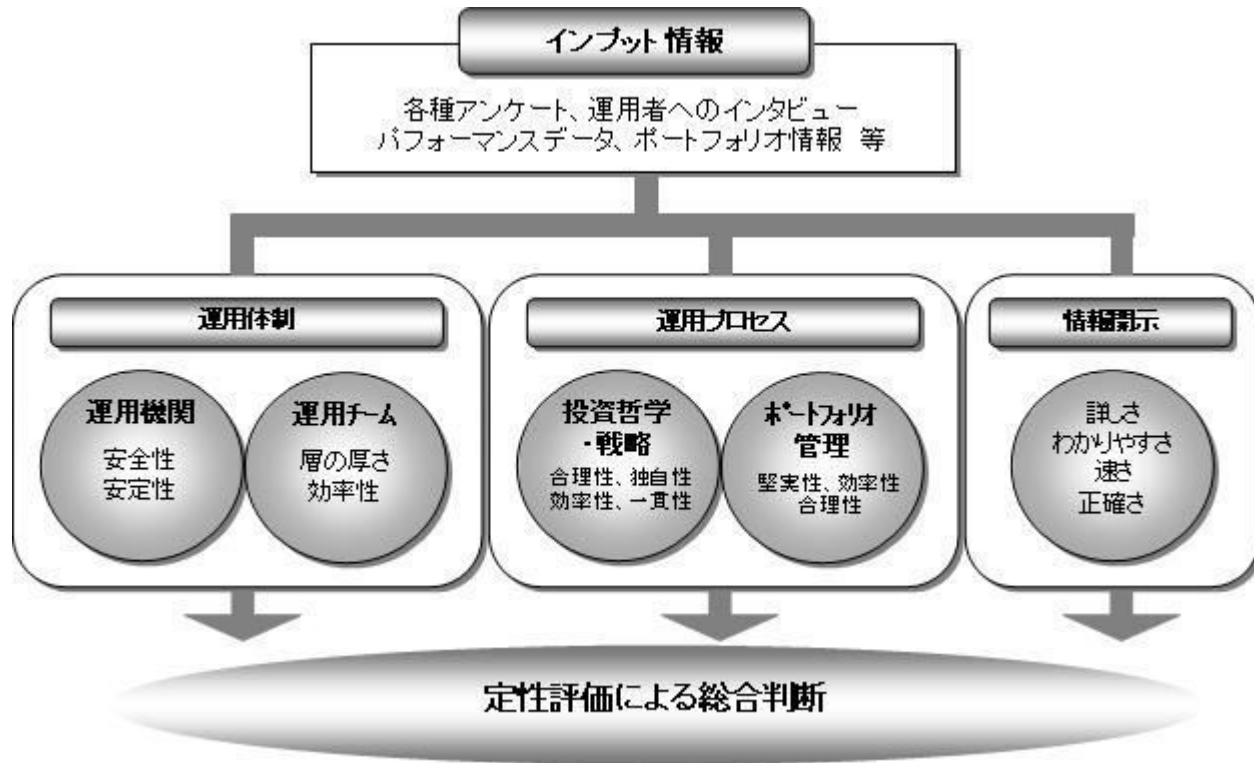 インプット情報
各種アンケート、運用者へのインタビュー
パフォーマンスデータ、ポートフォリオ情報 等
運用体制
運用機関
安全性
安定性
運用チーム
層の厚さ
効率性
運用プロセス
投資哲学
・戦略
合理性、独自性
効率性、一貫性
ポートフォリオ
管理
堅実性、効率性
合理性
情報開示
詳しさ
わかりやすさ
速さ
正確さ
定性評価による総合判断